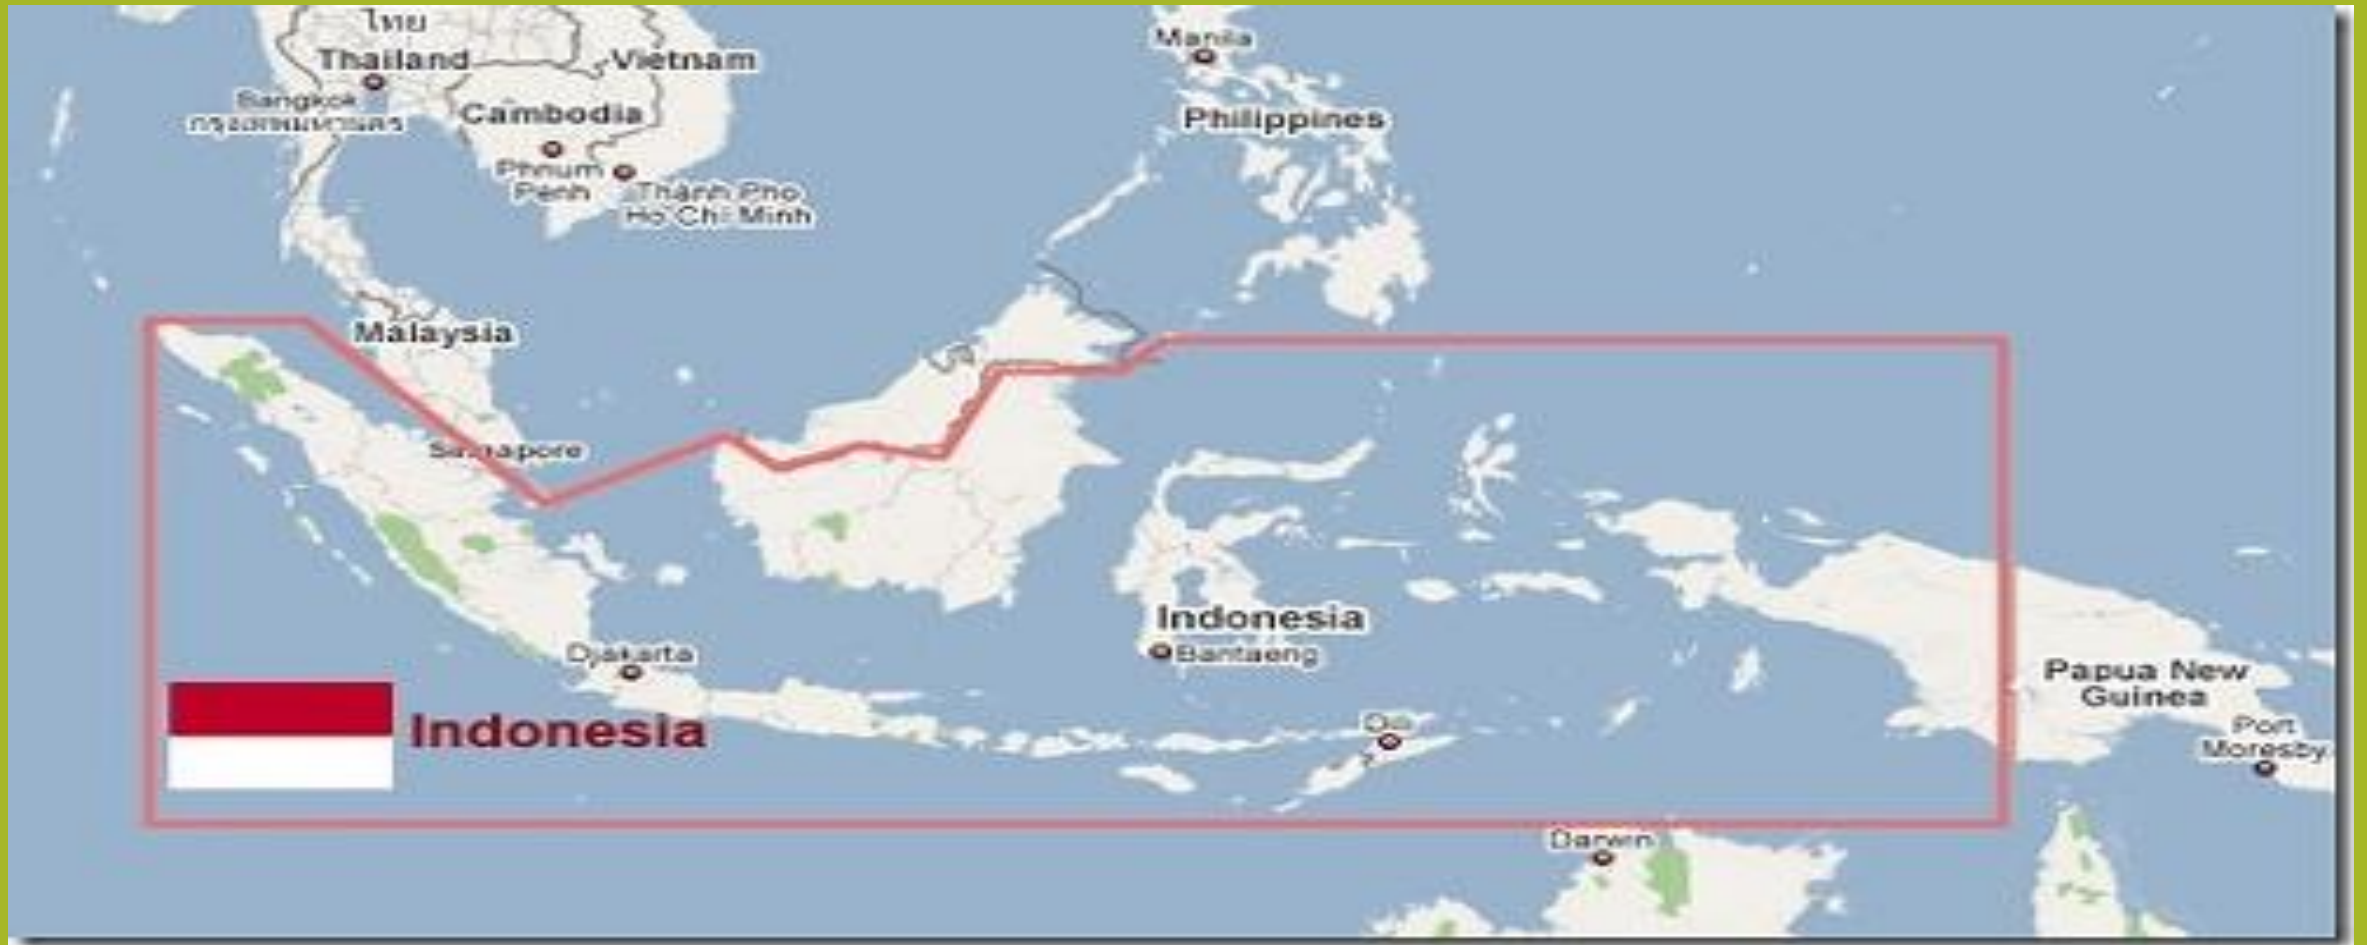 ไทย
Thailand
Vietnam
Bangkok
Cambodia
Phnum
Penh
Thanh Pho
Ho Chi Minh
Manila
Philippines
Malaysia
Singapore
Djakarta
Indonesia
Indonesia
Bantaeng
Dili
Papua New
Guinea
Port
Moresby
Darwin